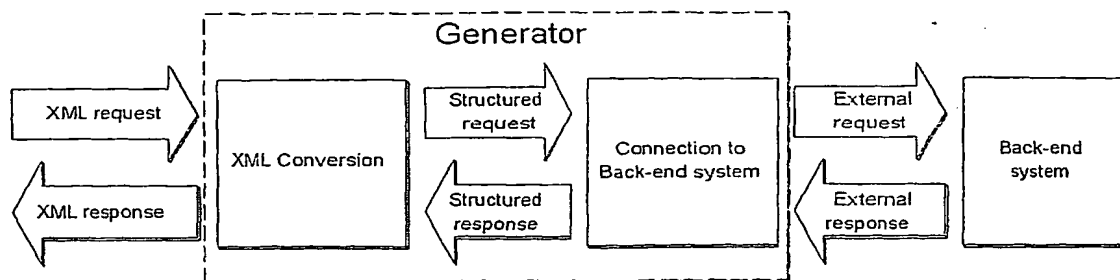 Generator
XML request
Structured
request
External
request
XML Conversion
Connection to
Back-end system
Back-end
system
XML response
Structured
response
External
response